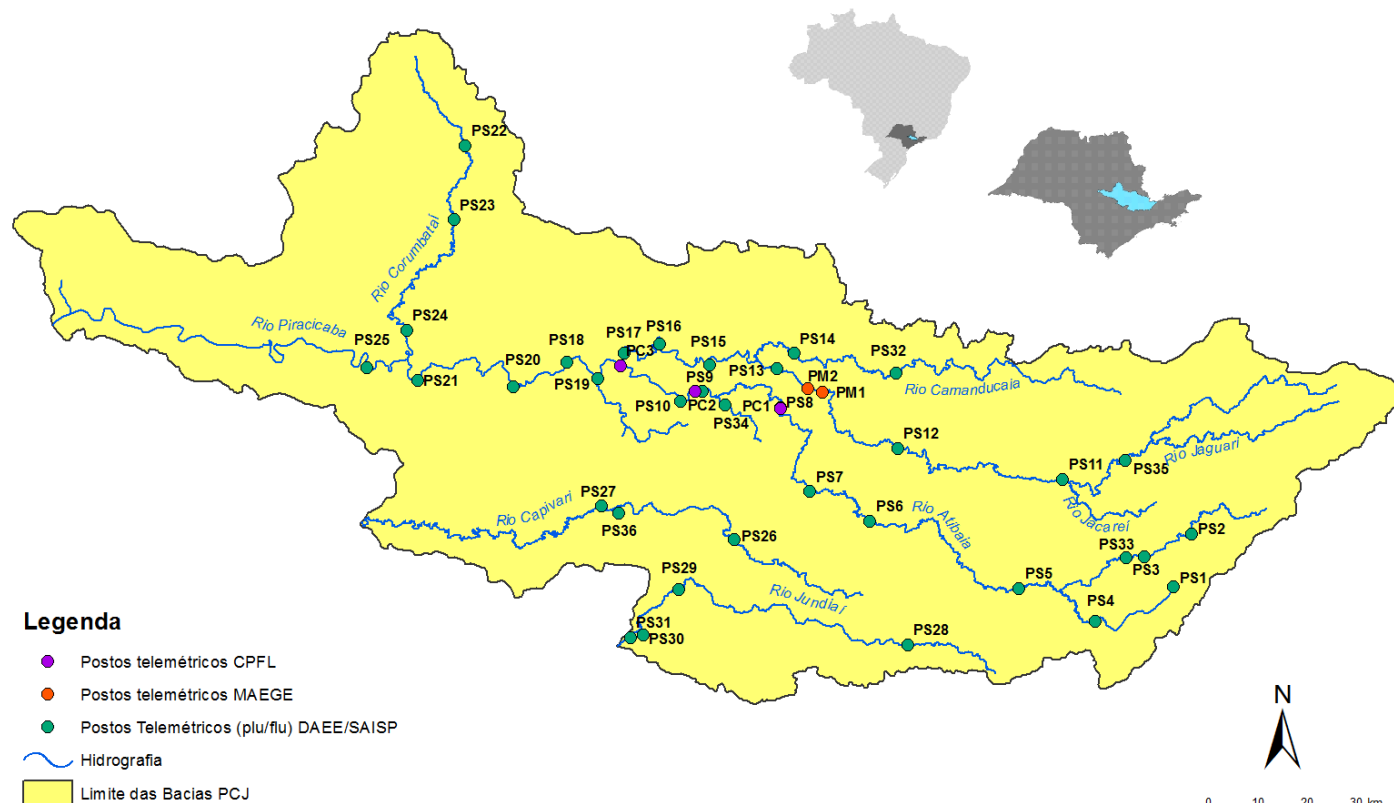 PS22
PS23
Rio Corumbataí
PS24
Rio Piracicaba
PS25
PS21
PS20
PS18
PS19
PS17
PC3
PS16
PS15
PS9
PS10
PC2
PS34
PS13
PS14
PC1
PS8
PM2
PM1
PS32
Rio Camanducaia
PS12
PS11
PS35
Rio Jaguari
Rio Jacareí
PS7
PS6
Rio Atibaia
PS2
PS33
PS3
PS1
PS5
PS4
PS27
Rio Capivari
PS36
PS26
PS29
Rio Jundiaí
PS31
PS30
PS28
Legenda
Postos telemétricos CPFL
Postos telemétricos MAEGE
Postos Telemétricos (plu/flu) DAEE/SAISP
Hidrografia
Limite das Bacias PCJ
N
0 10 20 30 km